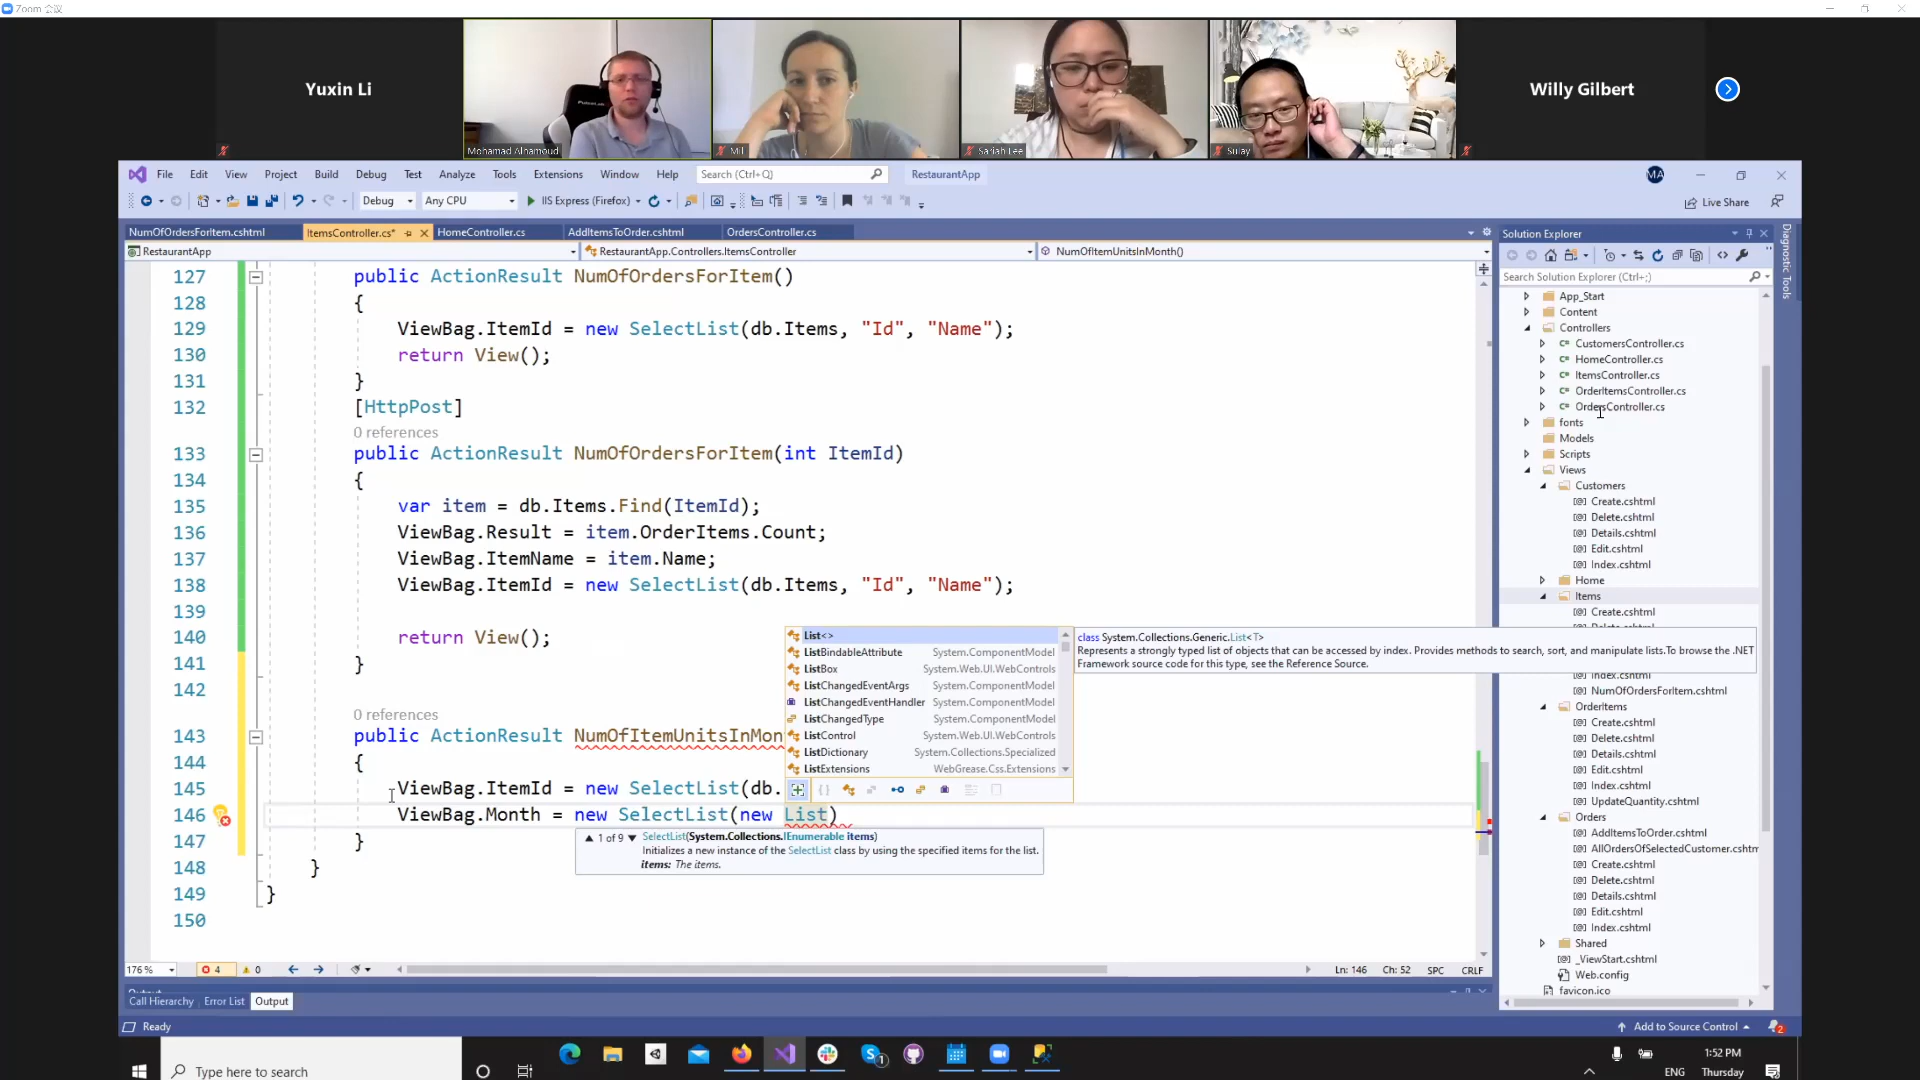 Zoom 会议
Yuxin Li
Mohamad Alhamoud
Mil
Sariah Lee
Sulay
Willy Gilbert
File Edit View Project Build Debug Test Analyze Tools Extensions Window Help Search (Ctrl+Q) RestaurantApp MA
Debug Any CPU IIS Express (Firefox) Live Share
NumOfOrdersForItem.cshtml ItemsController.cs* HomeController.cs AddItemsToOrder.cshtml OrdersController.cs
RestaurantApp RestaurantApp.Controllers.ItemsController NumOfItemUnitsInMonth()
127 public ActionResult NumOfOrdersForItem()
128 {
129 ViewBag.ItemId = new SelectList(db.Items, "Id", "Name");
130 return View();
131 }
132 [HttpPost]
0 references
133 public ActionResult NumOfOrdersForItem(int ItemId)
134 {
135 var item = db.Items.Find(ItemId);
136 ViewBag.Result = item.OrderItems.Count;
137 ViewBag.ItemName = item.Name;
138 ViewBag.ItemId = new SelectList(db.Items, "Id", "Name");
139
140 return View();
141 }
142
0 references
143 public ActionResult NumOfItemUnitsInMon
144 {
145 ViewBag.ItemId = new SelectList(db.
146 ViewBag.Month = new SelectList(new List)
147 }
148 }
149 }
150
List<>
ListBindableAttribute System.ComponentModel
ListBox System.Web.UI.WebControls
ListChangedEventArgs System.ComponentModel
ListChangedEventHandler System.ComponentModel
ListChangedType System.ComponentModel
ListControl System.Web.UI.WebControls
ListDictionary System.Collections.Specialized
ListExtensions WebGrease.Css.Extensions
class System.Collections.Generic.List<T>
Represents a strongly typed list of objects that can be accessed by index. Provides methods to search, sort, and manipulate lists.To browse the .NET
Framework source code for this type, see the Reference Source.
1 of 9 SelectList(System.Collections.IEnumerable items)
Initializes a new instance of the SelectList class by using the specified items for the list.
items: The items.
176 % 4 0 Ln: 146 Ch: 52 SPC CRLF
Call Hierarchy Error List Output
Ready Add to Source Control 2
Solution Explorer
Search Solution Explorer (Ctrl+;)
App_Start
Content
Controllers
CustomersController.cs
HomeController.cs
ItemsController.cs
OrderItemsController.cs
OrdersController.cs
fonts
Models
Scripts
Views
Customers
Create.cshtml
Delete.cshtml
Details.cshtml
Edit.cshtml
Index.cshtml
Home
Items
Create.cshtml
Index.cshtml
NumOfOrdersForItem.cshtml
OrderItems
Create.cshtml
Delete.cshtml
Details.cshtml
Edit.cshtml
Index.cshtml
UpdateQuantity.cshtml
Orders
AddItemsToOrder.cshtml
AllOrdersOfSelectedCustomer.cshtm
Create.cshtml
Delete.cshtml
Details.cshtml
Edit.cshtml
Index.cshtml
Shared
_ViewStart.cshtml
Web.config
favicon.ico
Diagnostic Tools
Type here to search
1:52 PM
ENG Thursday